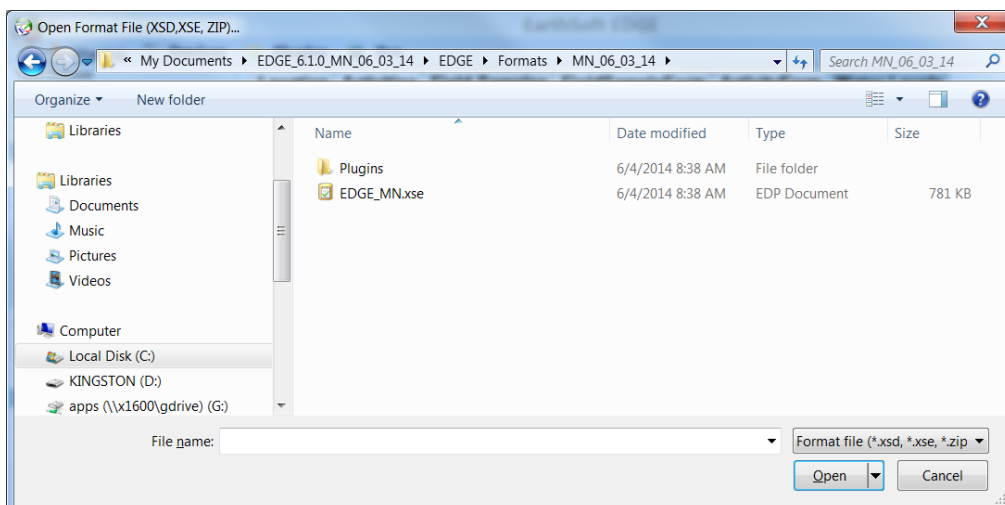 Open Format File (XSD,XSE, ZIP)...
EarthSoft EDGE
« My Documents EDGE_6.1.0_MN_06_03_14 EDGE Formats MN_06_03_14
Search MN_06_03_14
Organize New folder
Libraries
Name Date modified Type Size
Plugins 6/4/2014 8:38 AM File folder
Libraries
EDGE_MN.xse 6/4/2014 8:38 AM EDP Document 781 KB
Documents
Music
Pictures
Videos
Computer
Local Disk (C:)
KINGSTON (D:)
apps (\\x1600\gdrive) (G:)
File name:
Format file (*.xsd, *.xse, *.zip
Open Cancel